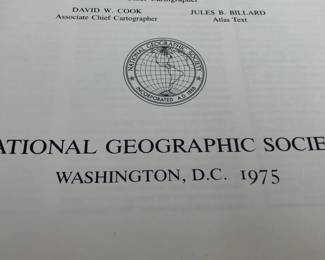 DAVID W. COOK
Associate Chief Cartographer
JULES B. BILLARD
Atlas Text
NATIONAL GEOGRAPHIC SOCIETY
INCORPORATED A.D. 1888
ATIONAL GEOGRAPHIC SOCIE
WASHINGTON, D.C. 1975